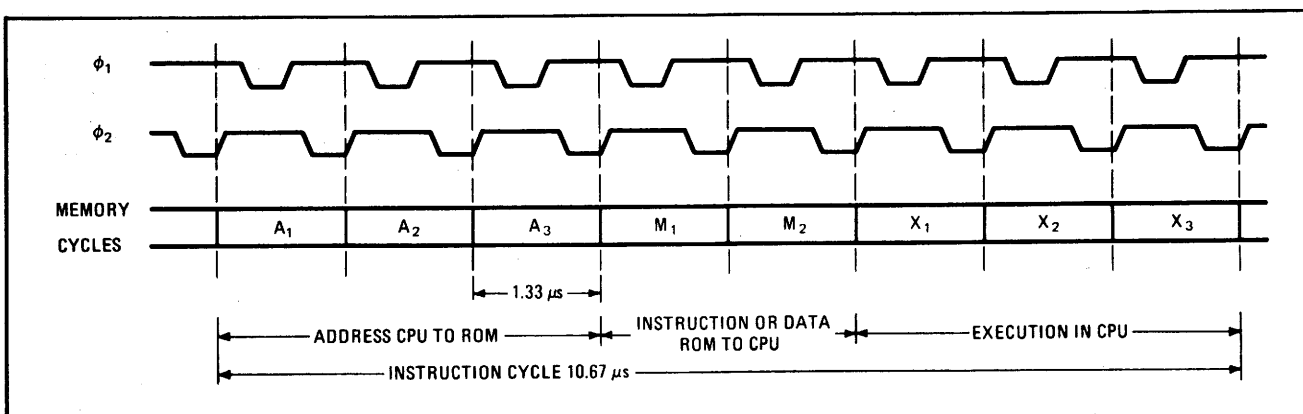 ϕ1
ϕ2
MEMORY
CYCLES
A1 A2 A3 M1 M2 X1 X2 X3
1.33 μs
ADDRESS CPU TO ROM
INSTRUCTION OR DATA
ROM TO CPU
EXECUTION IN CPU
INSTRUCTION CYCLE 10.67 μs